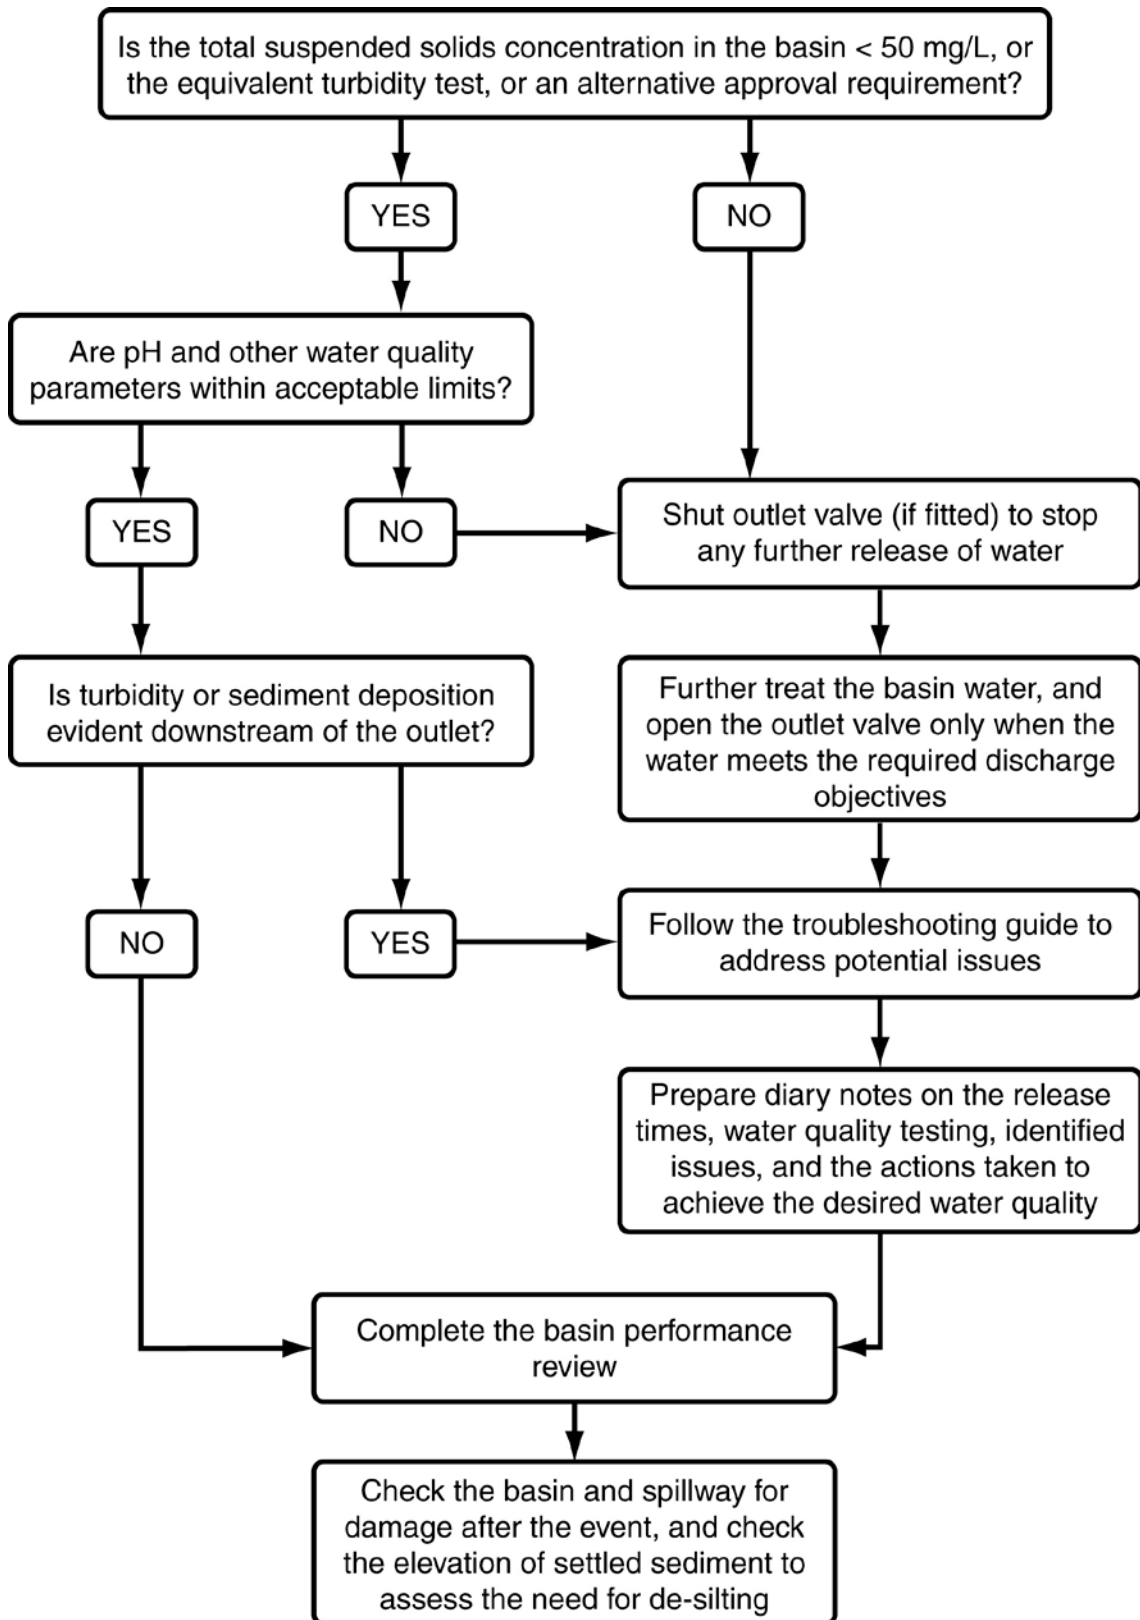 Is the total suspended solids concentration in the basin < 50 mg/L, or
the equivalent turbidity test, or an alternative approval requirement?
YES
NO
Are pH and other water quality
parameters within acceptable limits?
YES
NO
Shut outlet valve (if fitted) to stop
any further release of water
Is turbidity or sediment deposition
evident downstream of the outlet?
Further treat the basin water, and
open the outlet valve only when the
water meets the required discharge
objectives
NO
YES
Follow the troubleshooting guide to
address potential issues
Prepare diary notes on the release
times, water quality testing, identified
issues, and the actions taken to
achieve the desired water quality
Complete the basin performance
review
Check the basin and spillway for
damage after the event, and check
the elevation of settled sediment to
assess the need for de-silting